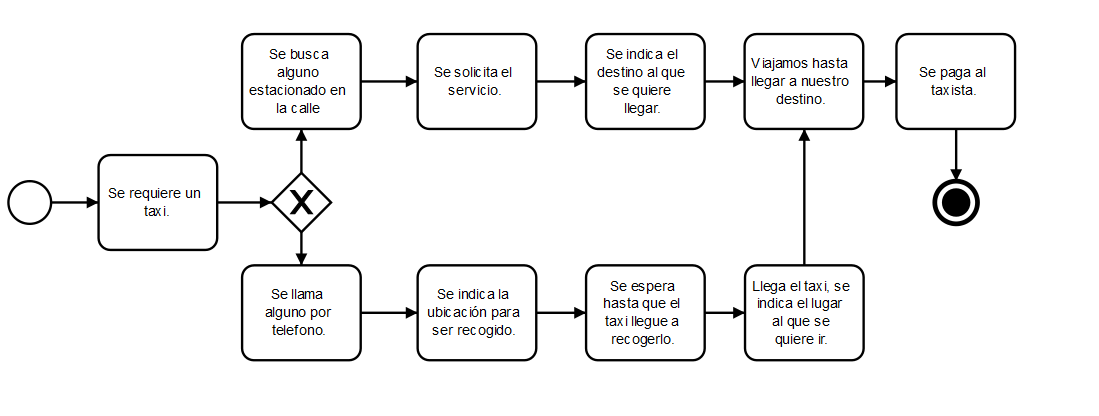 Se busca
alguno
estacionado en
la calle
Se solicita el
servicio.
Se indica el
destino al que
se quiere
llegar.
Viajamos hasta
llegar a nuestro
destino.
Se paga al
taxista.
Se requiere un
taxi.
X
Se llama
alguno por
telefono.
Se indica la
ubicación para
ser recogido.
Se espera
hasta que el
taxi llegue a
recogerlo.
Llega el taxi, se
indica el lugar
al que se
quiere ir.